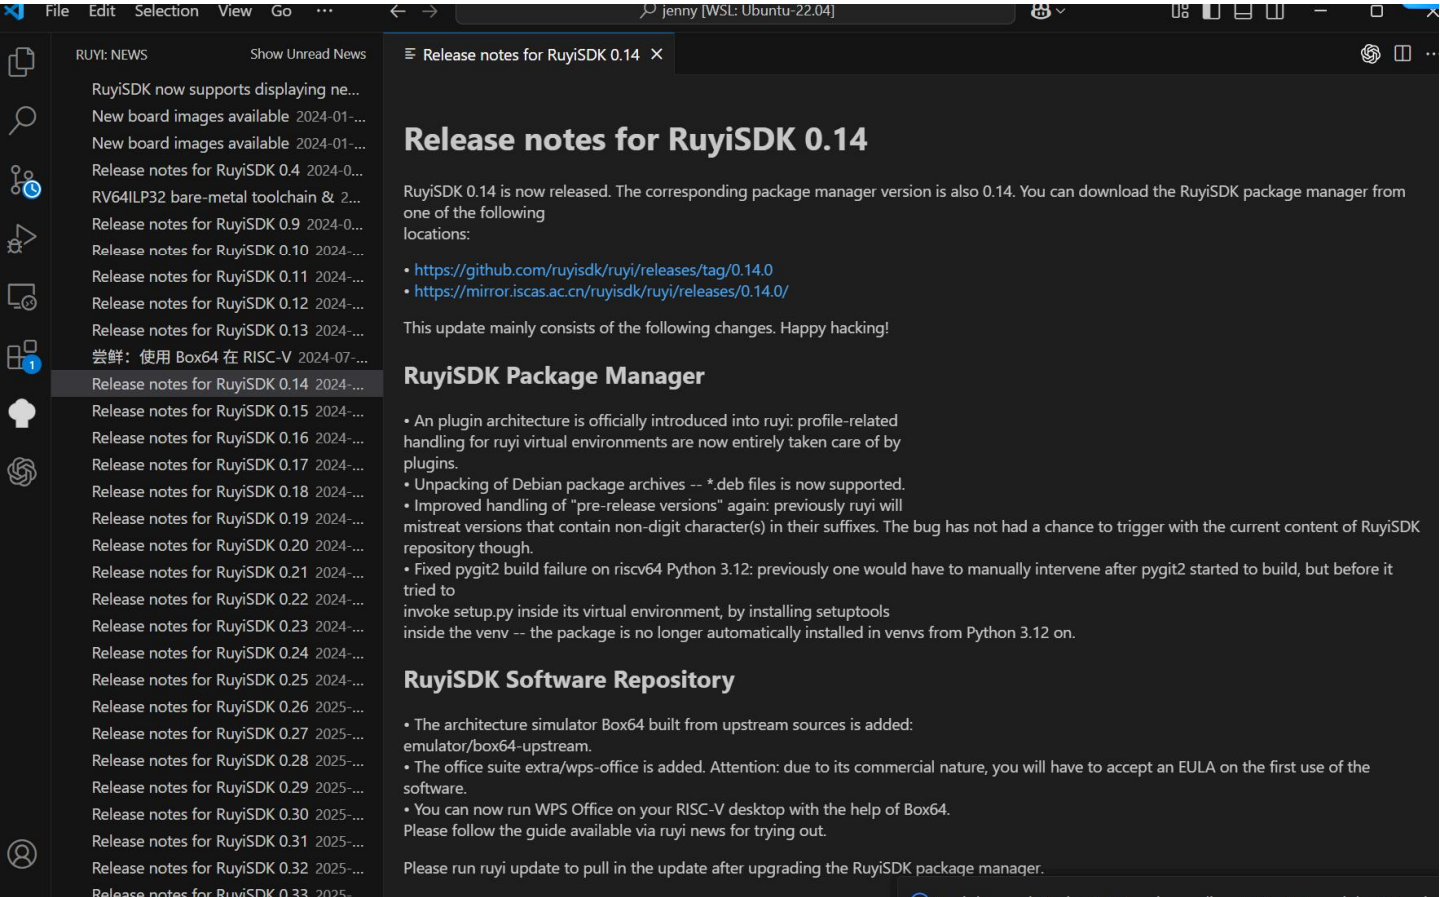 File Edit Selection View Go ···
jenny [WSL: Ubuntu-22.04]
RUYI: NEWS
Show Unread News
RuyiSDK now supports displaying ne...
New board images available 2024-01-...
New board images available 2024-01-...
Release notes for RuyiSDK 0.4 2024-0...
RV64ILP32 bare-metal toolchain & 2...
Release notes for RuyiSDK 0.9 2024-0...
Release notes for RuyiSDK 0.10 2024-...
Release notes for RuyiSDK 0.11 2024-...
Release notes for RuyiSDK 0.12 2024-...
Release notes for RuyiSDK 0.13 2024-...
尝鲜：使用 Box64 在 RISC-V 2024-07-...
Release notes for RuyiSDK 0.14 2024-...
Release notes for RuyiSDK 0.15 2024-...
Release notes for RuyiSDK 0.16 2024-...
Release notes for RuyiSDK 0.17 2024-...
Release notes for RuyiSDK 0.18 2024-...
Release notes for RuyiSDK 0.19 2024-...
Release notes for RuyiSDK 0.20 2024-...
Release notes for RuyiSDK 0.21 2024-...
Release notes for RuyiSDK 0.22 2024-...
Release notes for RuyiSDK 0.23 2024-...
Release notes for RuyiSDK 0.24 2024-...
Release notes for RuyiSDK 0.25 2024-...
Release notes for RuyiSDK 0.26 2025-...
Release notes for RuyiSDK 0.27 2025-...
Release notes for RuyiSDK 0.28 2025-...
Release notes for RuyiSDK 0.29 2025-...
Release notes for RuyiSDK 0.30 2025-...
Release notes for RuyiSDK 0.31 2025-...
Release notes for RuyiSDK 0.32 2025-...
Release notes for RuyiSDK 0.33 2025-
1
Release notes for RuyiSDK 0.14
Release notes for RuyiSDK 0.14
RuyiSDK 0.14 is now released. The corresponding package manager version is also 0.14. You can download the RuyiSDK package manager from
one of the following
locations:
• https://github.com/ruyisdk/ruyi/releases/tag/0.14.0
• https://mirror.iscas.ac.cn/ruyisdk/ruyi/releases/0.14.0/
This update mainly consists of the following changes. Happy hacking!
RuyiSDK Package Manager
• An plugin architecture is officially introduced into ruyi: profile-related
handling for ruyi virtual environments are now entirely taken care of by
plugins.
• Unpacking of Debian package archives -- *.deb files is now supported.
• Improved handling of "pre-release versions" again: previously ruyi will
mistreat versions that contain non-digit character(s) in their suffixes. The bug has not had a chance to trigger with the current content of RuyiSDK
repository though.
• Fixed pygit2 build failure on riscv64 Python 3.12: previously one would have to manually intervene after pygit2 started to build, but before it
tried to
invoke setup.py inside its virtual environment, by installing setuptools
inside the venv -- the package is no longer automatically installed in venvs from Python 3.12 on.
RuyiSDK Software Repository
• The architecture simulator Box64 built from upstream sources is added:
emulator/box64-upstream.
• The office suite extra/wps-office is added. Attention: due to its commercial nature, you will have to accept an EULA on the first use of the
software.
• You can now run WPS Office on your RISC-V desktop with the help of Box64.
Please follow the guide available via ruyi news for trying out.
Please run ruyi update to pull in the update after upgrading the RuyiSDK package manager.